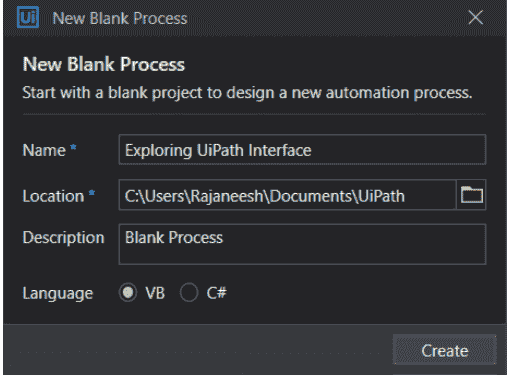 Ui New Blank Process
New Blank Process
Start with a blank project to design a new automation process.
Name * Exploring UiPath Interface
Location * C:\Users\Rajaneesh\Documents\UiPath
Description Blank Process
Language VB C#
Create